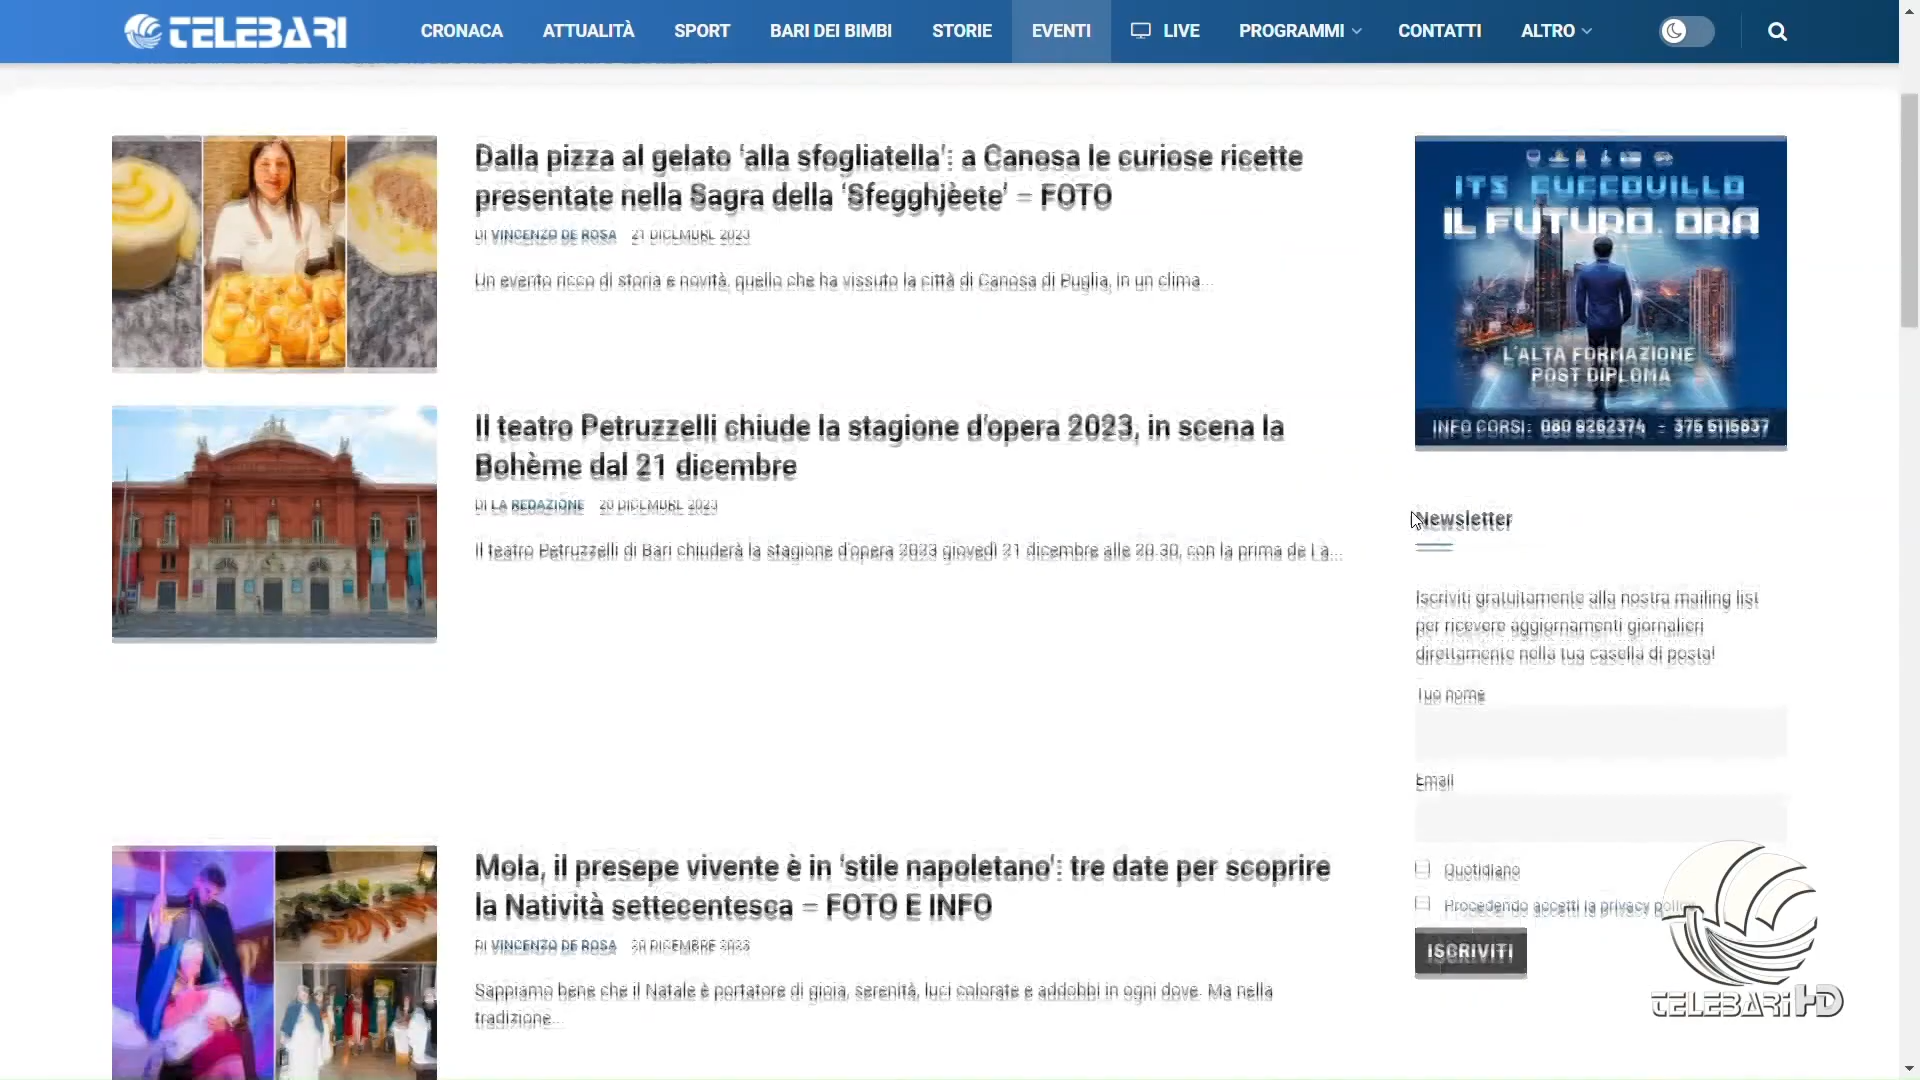 TELEBARI
CRONACA ATTUALITÀ SPORT BARI DEI BIMBI STORIE EVENTI LIVE PROGRAMMI CONTATTI ALTRO
Dalla pizza al gelato ‘alla sfogliatella’: a Canosa le curiose ricette
presentate nella Sagra della ‘Sfegghjèete’ – FOTO
DI VINCENZO DE ROSA 21 DICEMBRE 2023
Un evento ricco di storia e novità, quello che ha vissuto la città di Canosa di Puglia, in un clima...
Il teatro Petruzzelli chiude la stagione d’opera 2023, in scena la
Bohème dal 21 dicembre
DI LA REDAZIONE 20 DICEMBRE 2023
Il teatro Petruzzelli di Bari chiuderà la stagione d’opera 2023 giovedì 21 dicembre alle 20.30, con la prima de La...
Mola, il presepe vivente è in ‘stile napoletano’: tre date per scoprire
la Natività settecentesca – FOTO E INFO
DI VINCENZO DE ROSA 20 DICEMBRE 2023
Sappiamo bene che il Natale è portatore di gioia, serenità, luci colorate e addobbi in ogni dove. Ma nella
tradizione...
ITS CUCCOVILLO
IL FUTURO. ORA
L'ALTA FORMAZIONE
POST DIPLOMA
INFO CORSI: 080 8262374 - 375 5115637
Newsletter
Iscriviti gratuitamente alla nostra mailing list
per ricevere aggiornamenti giornalieri
direttamente nella tua casella di posta!
Tuo nome
Email
Quotidiano
Procedendo accetti la privacy policy
ISCRIVITI
TELEBARI HD